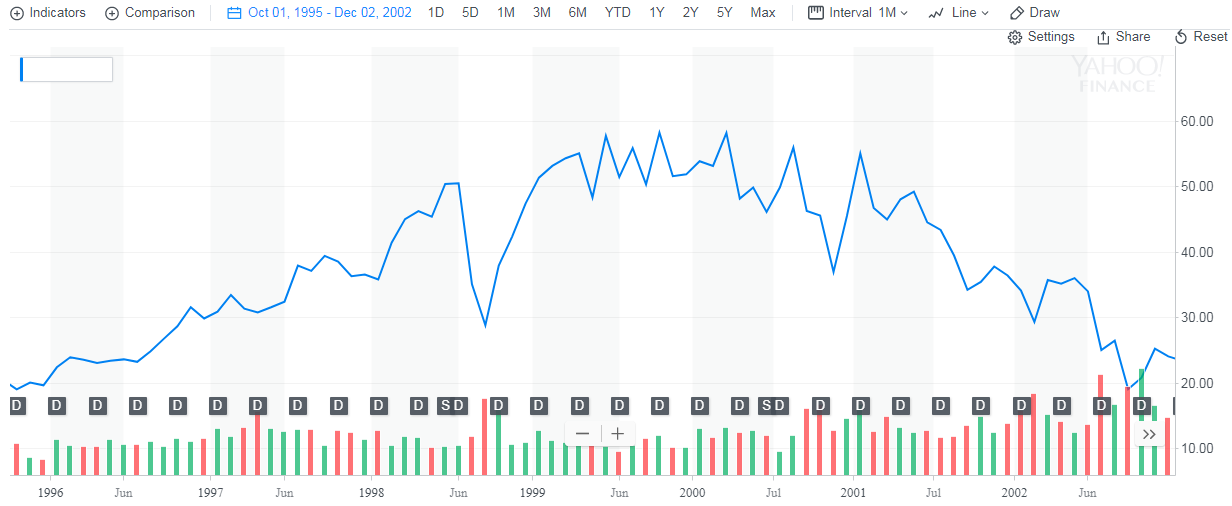 Indicators Comparison Oct 01, 1995 - Dec 02, 2002 1D 5D 1M 3M 6M YTD 1Y 2Y 5Y Max Interval 1M Line Draw
Settings Share Reset
YAHOO!
FINANCE
60.00
50.00
40.00
30.00
20.00
D D D D D D D D D D D S D D D D D D D D S D D D D D D D D D D
10.00
1996 Jun 1997 Jun 1998 Jun 1999 Jun 2000 Jul 2001 Jul 2002 Jun